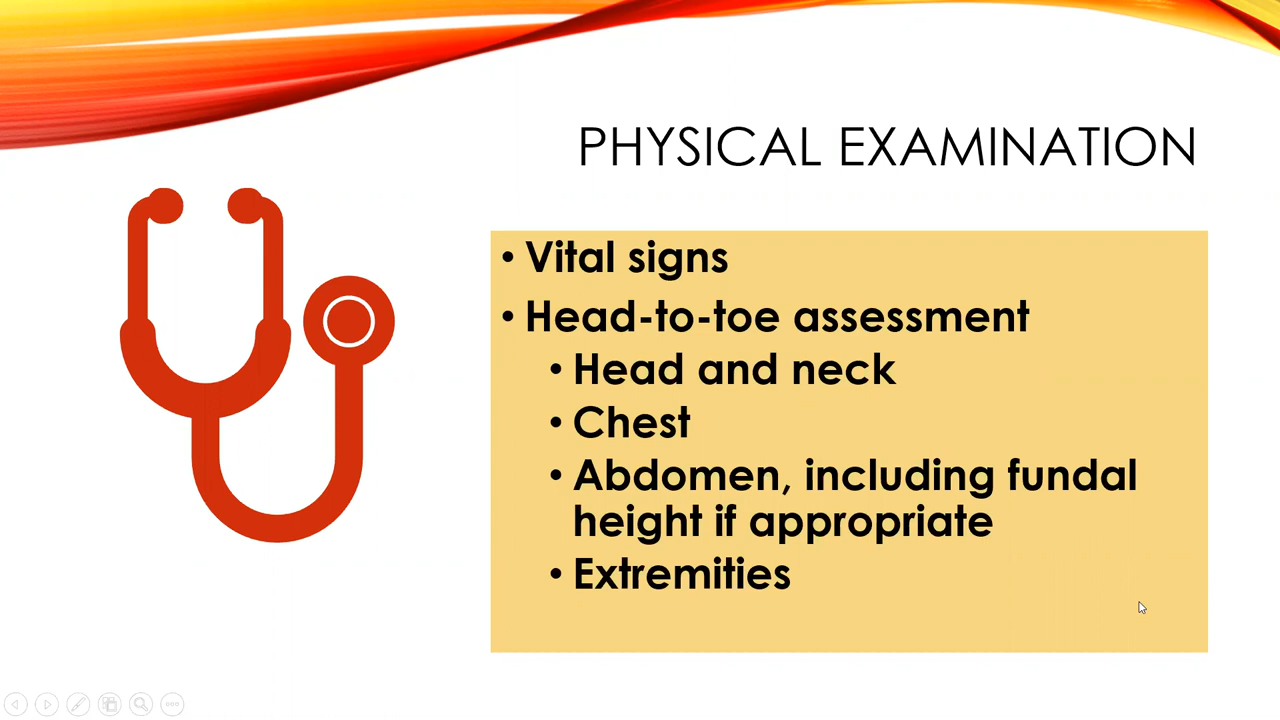 PHYSICAL EXAMINATION
• Vital signs
• Head-to-toe assessment
• Head and neck
• Chest
• Abdomen, including fundal
height if appropriate
• Extremities